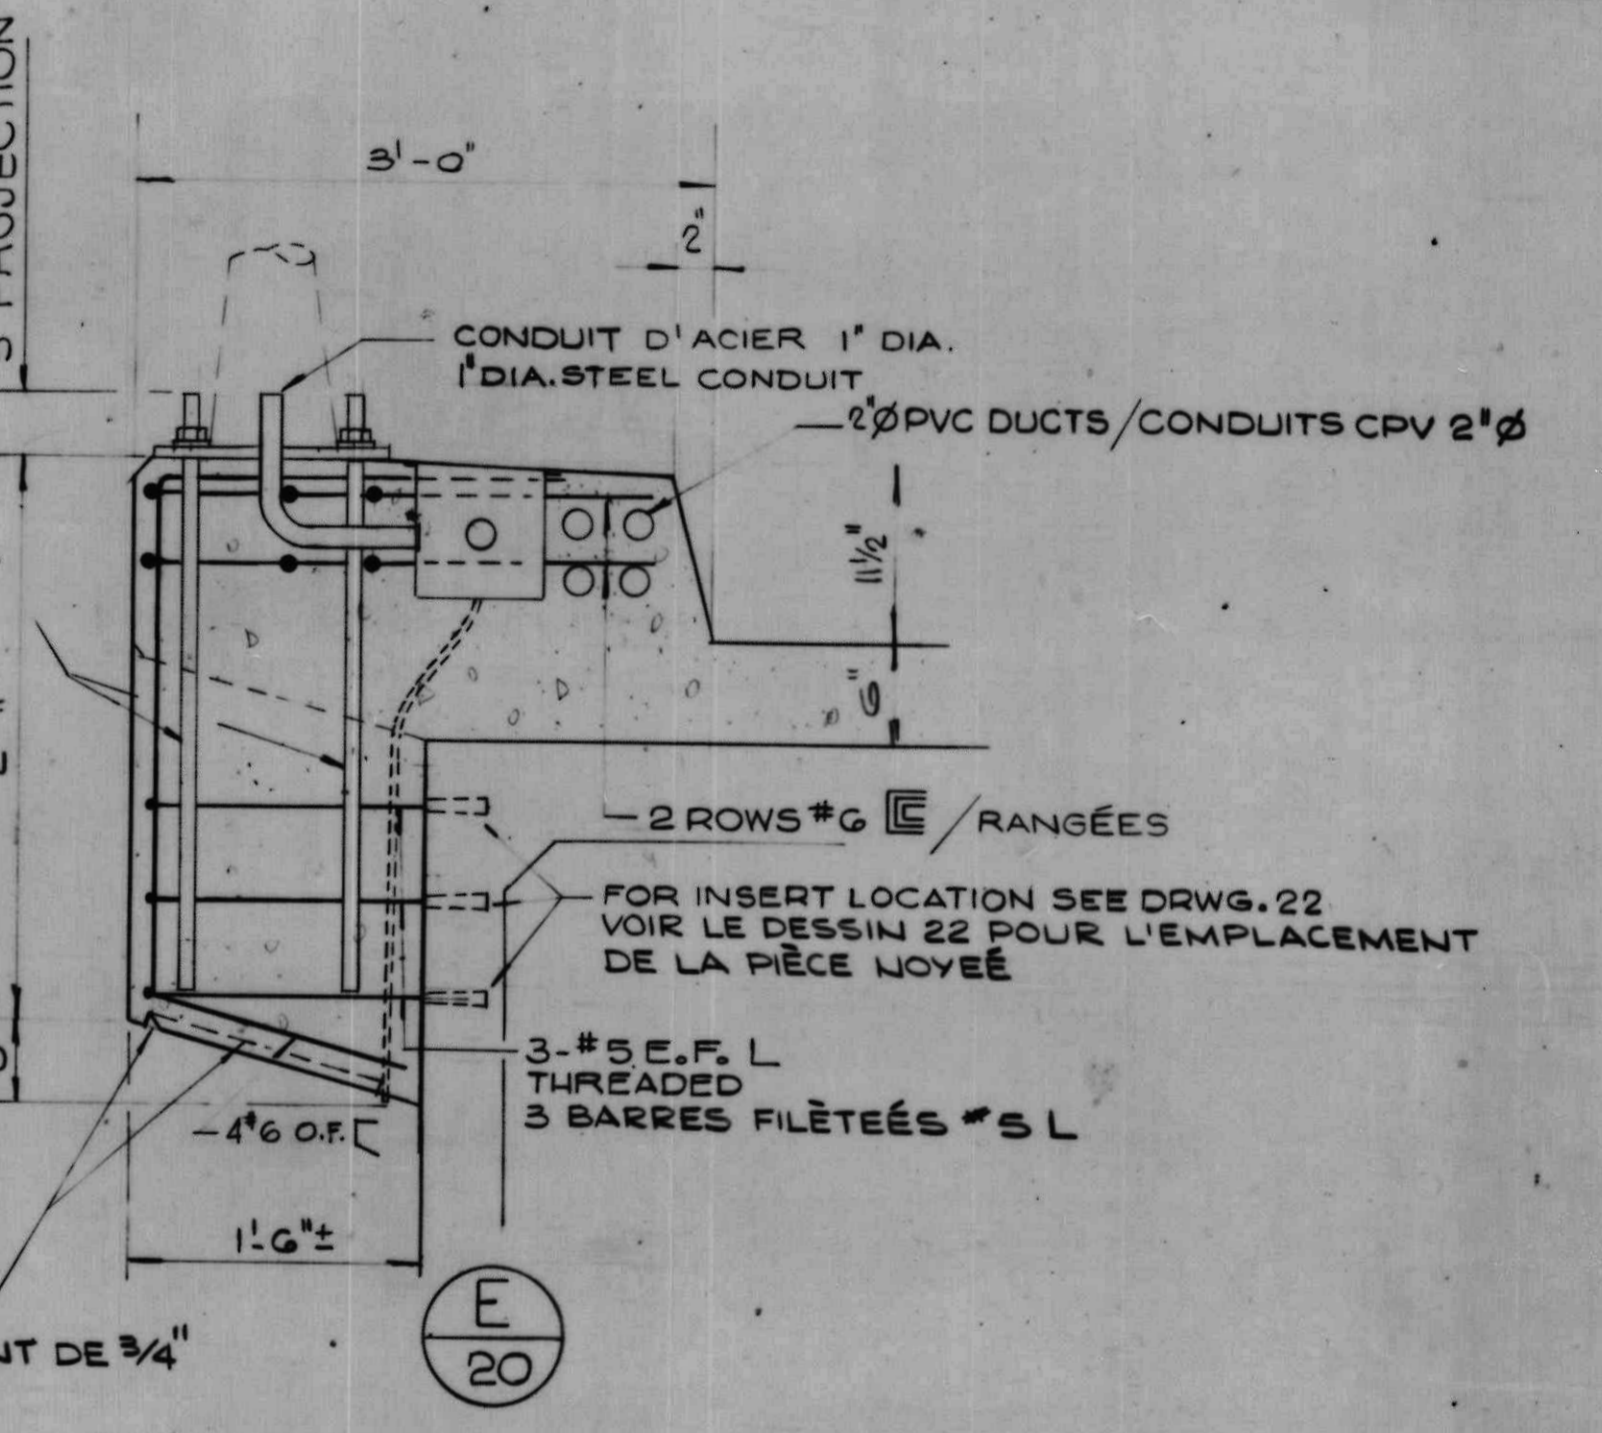 PROJECTION
3'-0"
2"
CONDUIT D'ACIER 1" DIA.
1" DIA. STEEL CONDUIT
2"Ø PVC DUCTS/CONDUITS CPV 2"Ø
11½"
6"
2 ROWS #6 / RANGÉES
FOR INSERT LOCATION SEE DRWG. 22
VOIR LE DESSIN 22 POUR L'EMPLACEMENT
DE LA PIÈCE NOYEÉ
3-#5 E.F. L
THREADED
3 BARRES FILÈTEÉS #5 L
4#6 O.F. [
1'-6"±
E
20
DE 3/4"